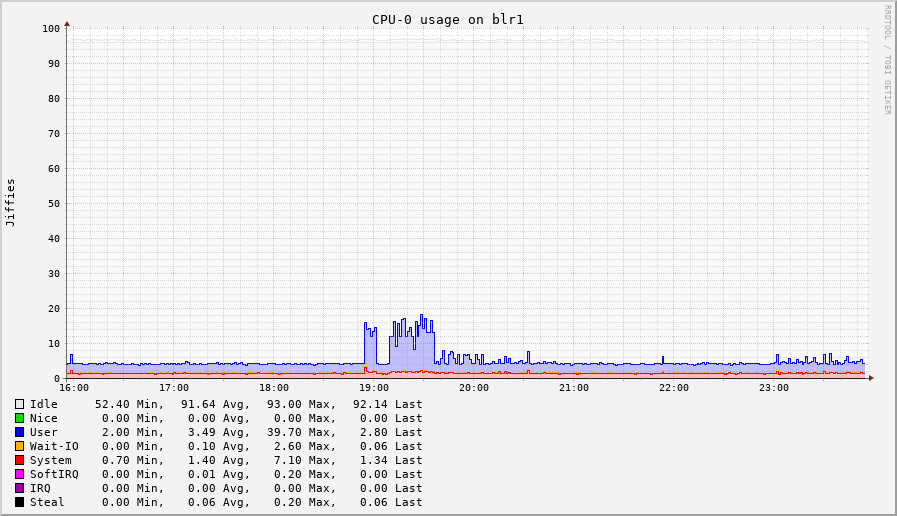 CPU-0 usage on blr1
RRDTOOL / TOBI OETIKER
Jiffies
100
90
80
70
60
50
40
30
20
10
0
16:00 17:00 18:00 19:00 20:00 21:00 22:00 23:00
Idle 52.40 Min, 91.64 Avg, 93.00 Max, 92.14 Last
Nice 0.00 Min, 0.00 Avg, 0.00 Max, 0.00 Last
User 2.00 Min, 3.49 Avg, 39.70 Max, 2.80 Last
Wait-IO 0.00 Min, 0.10 Avg, 2.60 Max, 0.06 Last
System 0.70 Min, 1.40 Avg, 7.10 Max, 1.34 Last
SoftIRQ 0.00 Min, 0.01 Avg, 0.20 Max, 0.00 Last
IRQ 0.00 Min, 0.00 Avg, 0.00 Max, 0.00 Last
Steal 0.00 Min, 0.06 Avg, 0.20 Max, 0.06 Last